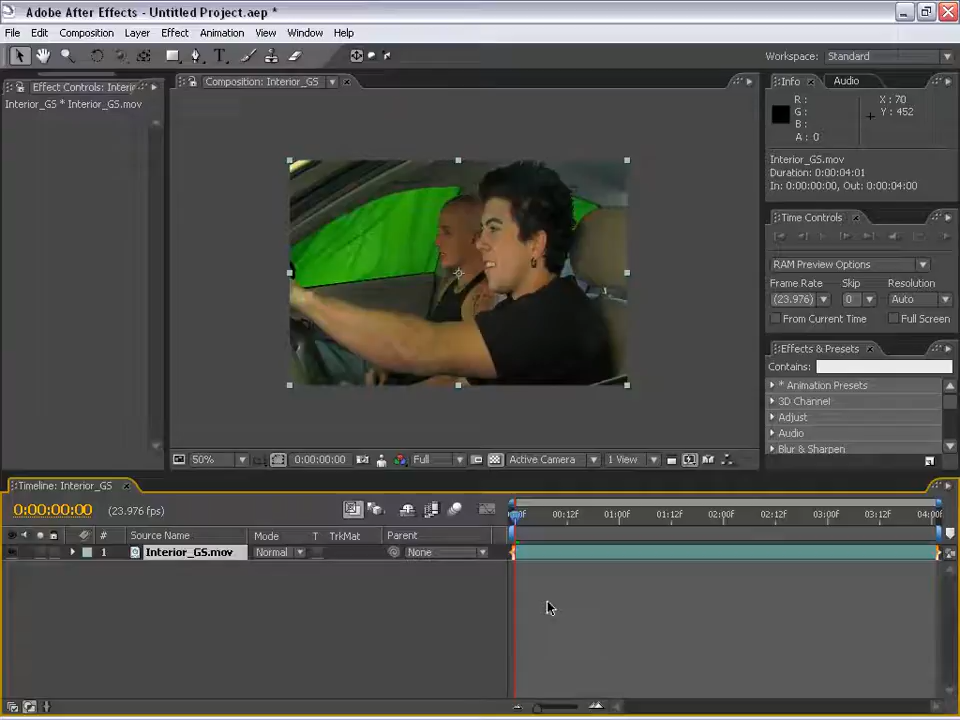 Adobe After Effects - Untitled Project.aep *
File Edit Composition Layer Effect Animation View Window Help
Workspace: Standard
Effect Controls: Interio
Interior_GS * Interior_GS.mov
Composition: Interior_GS
Info Audio
R: X: 70
G: Y: 452
B:
A: 0
Interior_GS.mov
Duration: 0:00:04:01
In: 0:00:00:00, Out: 0:00:04:00
Time Controls
RAM Preview Options
Frame Rate Skip Resolution
(23.976) 0 Auto
From Current Time Full Screen
Effects & Presets
Contains:
* Animation Presets
3D Channel
Adjust
Audio
Blur & Sharpen
50% 0:00:00:00 Full Active Camera 1 View
Timeline: Interior_GS
0:00:00:00 (23.976 fps)
00f 00:12f 01:00f 01:12f 02:00f 02:12f 03:00f 03:12f 04:00f
# Source Name Mode T TrkMat Parent
1 Interior_GS.mov Normal None